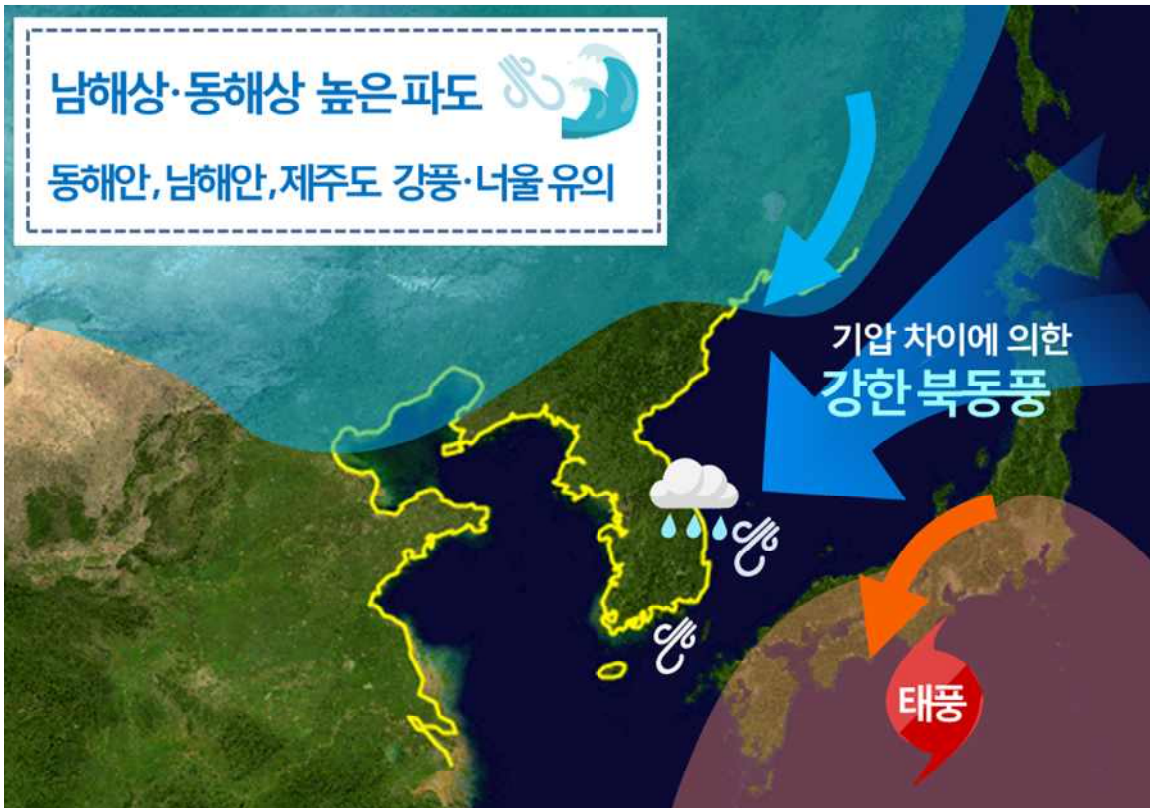 남해상·동해상 높은 파도
동해안, 남해안, 제주도 강풍·너울 유의
기압 차이에 의한
강한 북동풍
태풍